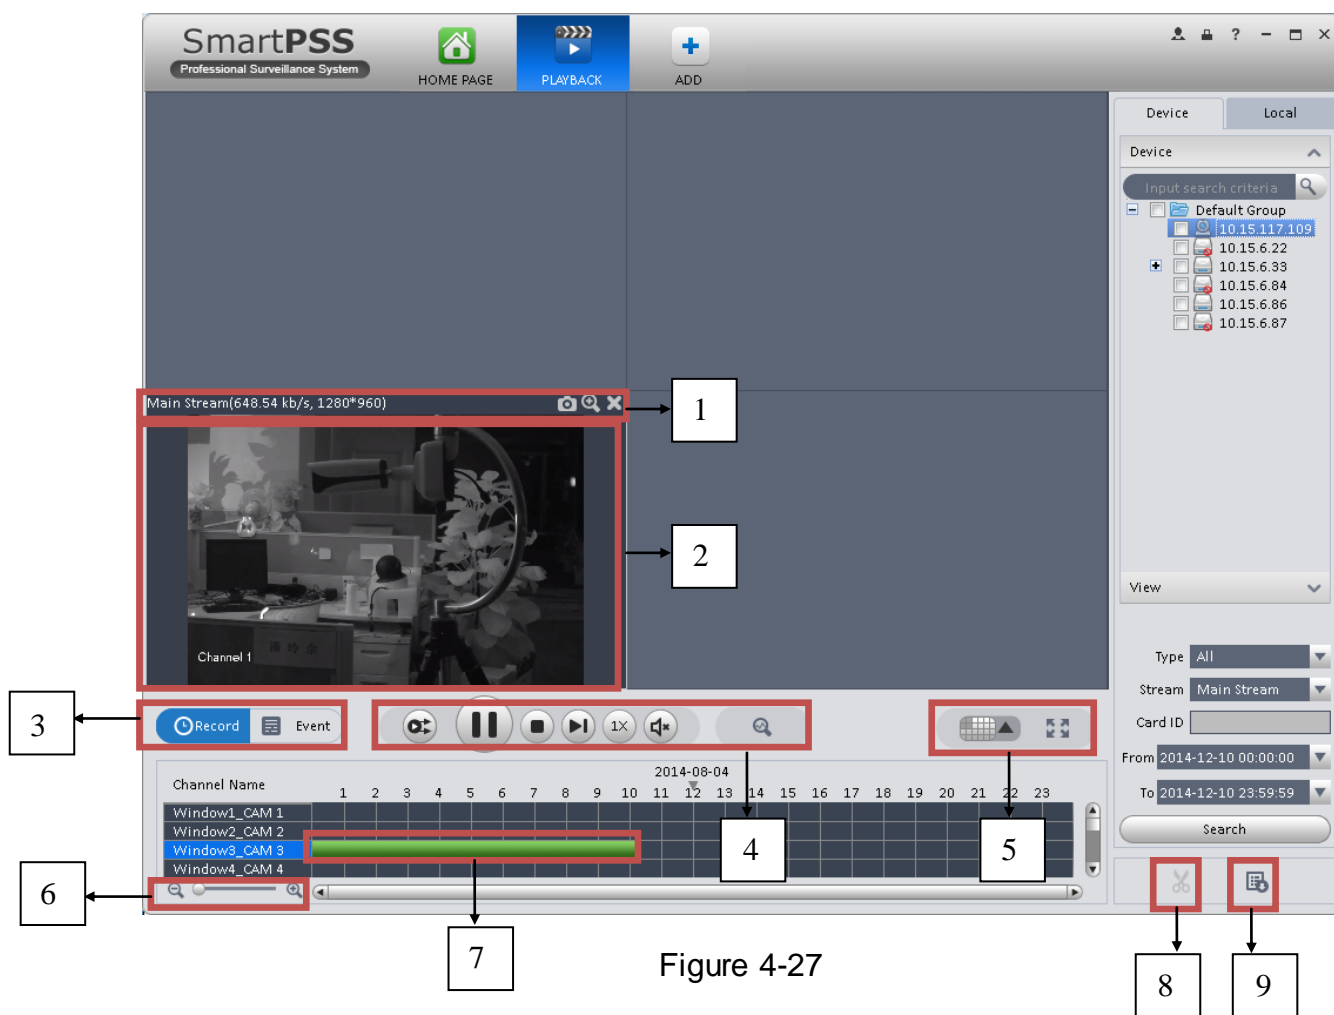 SmartPSS
Professional Surveillance System
HOME PAGE
PLAYBACK
ADD
?
Device
Local
Device
Input search criteria
Default Group
10.15.117.109
10.15.6.22
10.15.6.33
10.15.6.84
10.15.6.86
10.15.6.87
Main Stream(648.54 kb/s, 1280*960)
1
2
Channel 1
View
Type All
Stream Main Stream
Card ID
From 2014-12-10 00:00:00
To 2014-12-10 23:59:59
Search
3
Record
Event
1X
2014-08-04
Channel Name
1 2 3 4 5 6 7 8 9 10 11 12 13 14 15 16 17 18 19 20 21 22 23
Window1_CAM 1
Window2_CAM 2
Window3_CAM 3
Window4_CAM 4
4
5
6
7
8
9
Figure 4-27